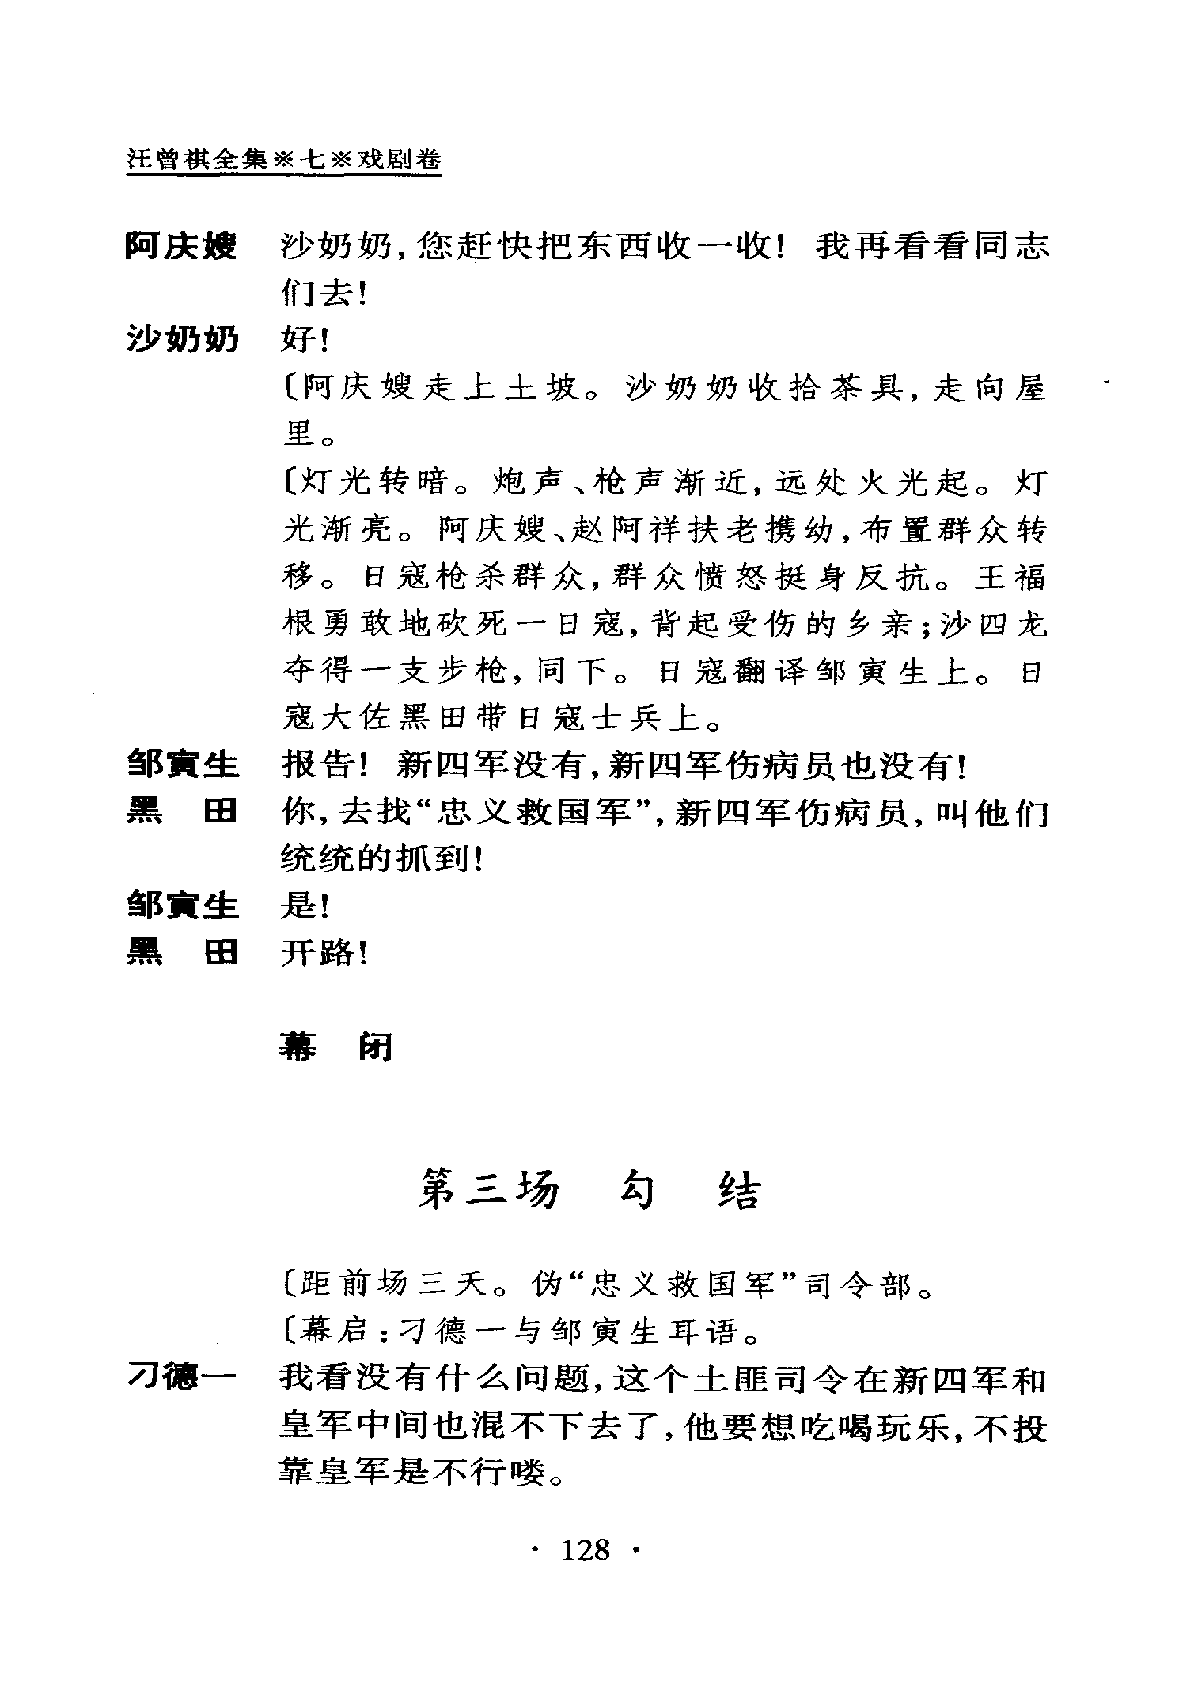 汪曾祺全集※七※戏剧卷
阿庆嫂 沙奶奶,您赶快把东西收一收! 我再看看同志
们去!
沙奶奶 好!
〔阿庆嫂走上土坡。沙奶奶收拾茶具,走向屋
里。
〔灯光转暗。炮声、枪声渐近,远处火光起。灯
光渐亮。阿庆嫂、赵阿祥扶老携幼,布置群众转
移。日寇枪杀群众,群众愤怒挺身反抗。王福
根勇敢地砍死一日寇,背起受伤的乡亲;沙四龙
夺得一支步枪,同下。日寇翻译邹寅生上。日
寇大佐黑田带日寇士兵上。
邹寅生 报告! 新四军没有,新四军伤病员也没有!
黑 田 你,去找“忠义救国军”,新四军伤病员,叫他们
统统的抓到!
邹寅生 是!
黑 田 开路!
幕 闭
第三场 勾 结
〔距前场三天。伪“忠义救国军”司令部。
〔幕启:刁德一与邹寅生耳语。
刁德一 我看没有什么问题,这个土匪司令在新四军和
皇军中间也混不下去了,他要想吃喝玩乐,不投
靠皇军是不行喽。
· 128 ·